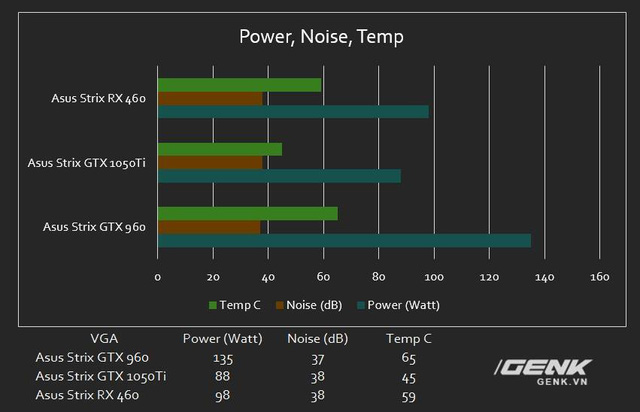 Power, Noise, Temp
Asus Strix RX 460
Asus Strix GTX 1050Ti
Asus Strix GTX 960
0 20 40 60 80 100 120 140 160
Temp C Noise (dB) Power (Watt)
VGA Power (Watt) Noise (dB) Temp C
Asus Strix GTX 960 135 37 65
Asus Strix GTX 1050Ti 88 38 45
Asus Strix RX 460 98 38 59
GENK
GENK.VN